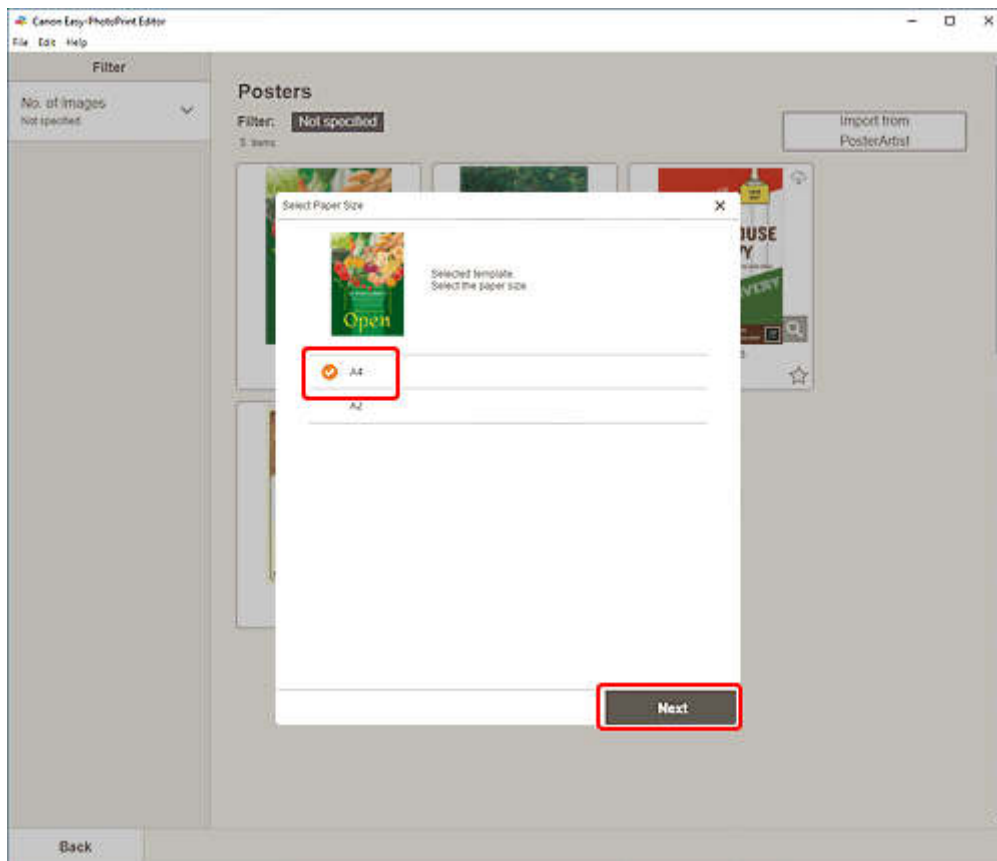 Canon Easy-PhotoPrint Editor
File Edit Help
Filter
No. of Images
Not specified
Posters
Filter: Not specified
5 items
Import from
PosterArtist
Select Paper Size
Selected template.
Select the paper size.
Open
A4
A2
Next
Back